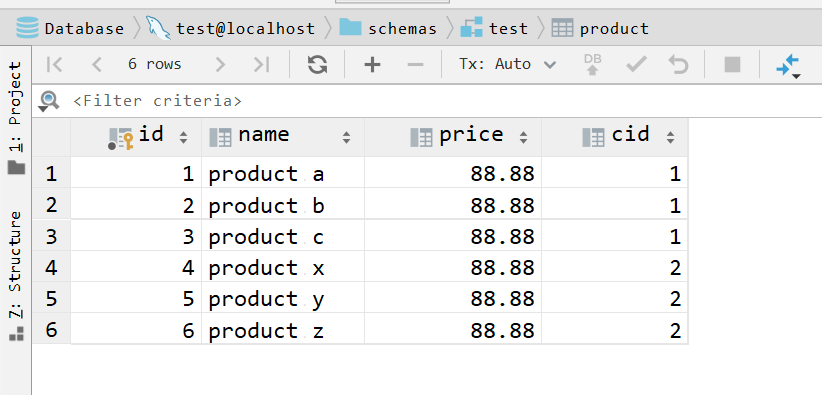 Database test@localhost schemas test product
6 rows Tx: Auto DB
<Filter criteria>
1: Project
7: Structure
id name price cid
1 1 product a 88.88 1
2 2 product b 88.88 1
3 3 product c 88.88 1
4 4 product x 88.88 2
5 5 product y 88.88 2
6 6 product z 88.88 2